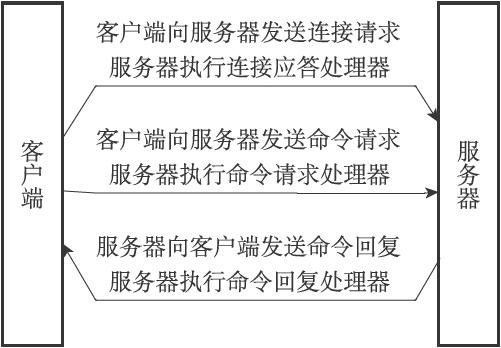 客户端向服务器发送连接请求
服务器执行连接应答处理器
客户端
客户端向服务器发送命令请求
服务器执行命令请求处理器
服务器
服务器向客户端发送命令回复
服务器执行命令回复处理器